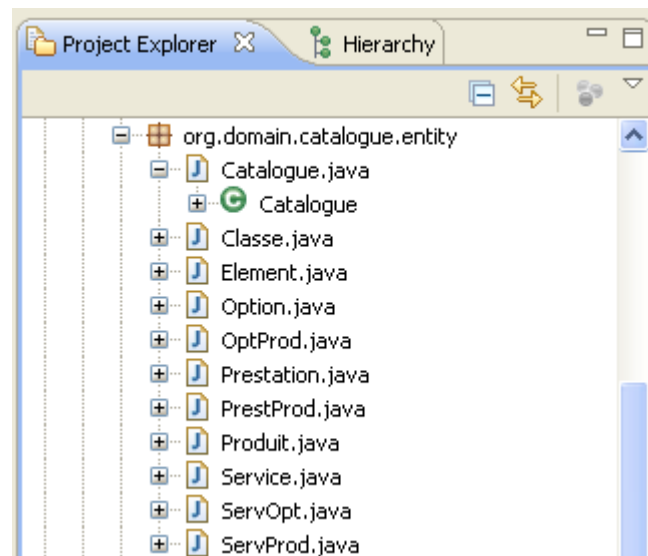 Project Explorer Hierarchy
org.domain.catalogue.entity
Catalogue.java
Catalogue
Classe.java
Element.java
Option.java
OptProd.java
Prestation.java
PrestProd.java
Produit.java
Service.java
ServOpt.java
ServProd.java